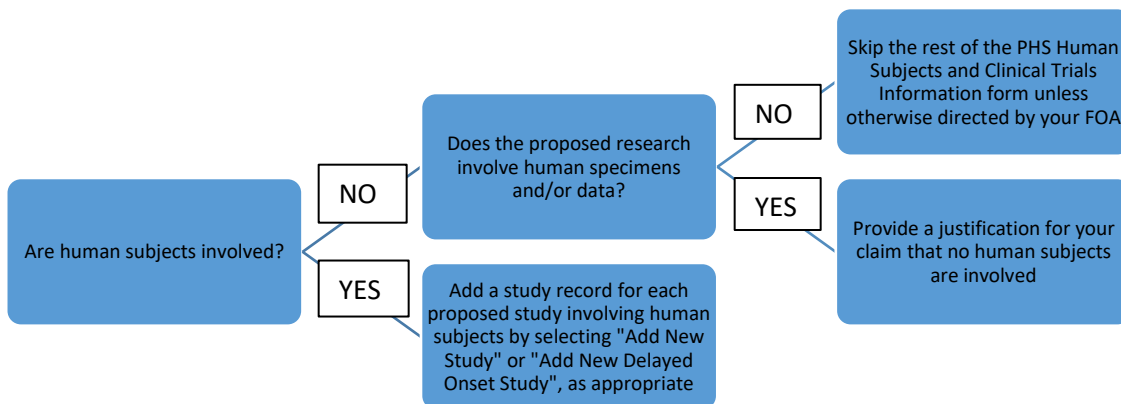 Are human subjects involved?
NO
YES
Does the proposed research
involve human specimens
and/or data?
Add a study record for each
proposed study involving human
subjects by selecting "Add New
Study" or "Add New Delayed
Onset Study", as appropriate
NO
YES
Skip the rest of the PHS Human
Subjects and Clinical Trials
Information form unless
otherwise directed by your FOA
Provide a justification for your
claim that no human subjects
are involved